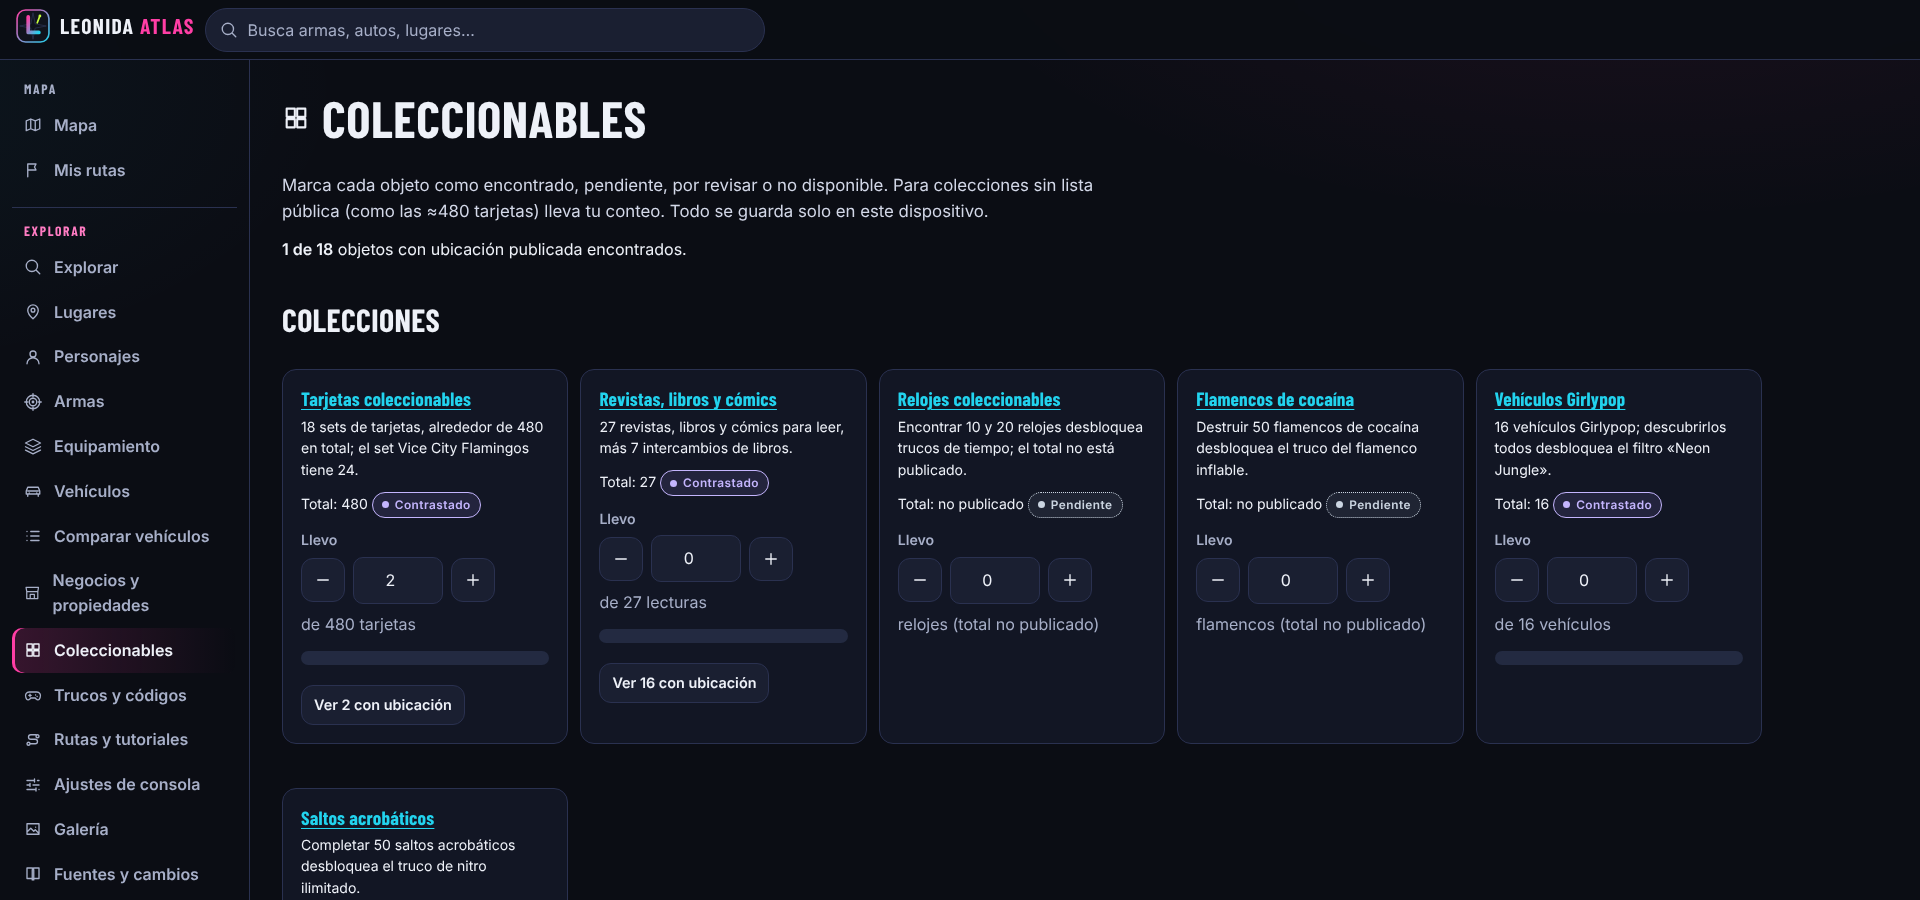 LEONIDA ATLAS
Busca armas, autos, lugares...
MAPA
Mapa
Mis rutas
EXPLORAR
Explorar
Lugares
Personajes
Armas
Equipamiento
Vehículos
Comparar vehículos
Negocios y
propiedades
Coleccionables
Trucos y códigos
Rutas y tutoriales
Ajustes de consola
Galería
Fuentes y cambios
COLECCIONABLES
Marca cada objeto como encontrado, pendiente, por revisar o no disponible. Para colecciones sin lista
pública (como las ≈480 tarjetas) lleva tu conteo. Todo se guarda solo en este dispositivo.
1 de 18 objetos con ubicación publicada encontrados.
COLECCIONES
Tarjetas coleccionables
18 sets de tarjetas, alrededor de 480
en total; el set Vice City Flamingos
tiene 24.
Total: 480 Contrastado
Llevo
− 2 +
de 480 tarjetas
Ver 2 con ubicación
Revistas, libros y cómics
27 revistas, libros y cómics para leer,
más 7 intercambios de libros.
Total: 27 Contrastado
Llevo
− 0 +
de 27 lecturas
Ver 16 con ubicación
Relojes coleccionables
Encontrar 10 y 20 relojes desbloquea
trucos de tiempo; el total no está
publicado.
Total: no publicado Pendiente
Llevo
− 0 +
relojes (total no publicado)
Flamencos de cocaína
Destruir 50 flamencos de cocaína
desbloquea el truco del flamenco
inflable.
Total: no publicado Pendiente
Llevo
− 0 +
flamencos (total no publicado)
Vehículos Girlypop
16 vehículos Girlypop; descubrirlos
todos desbloquea el filtro «Neon
Jungle».
Total: 16 Contrastado
Llevo
− 0 +
de 16 vehículos
Saltos acrobáticos
Completar 50 saltos acrobáticos
desbloquea el truco de nitro
ilimitado.